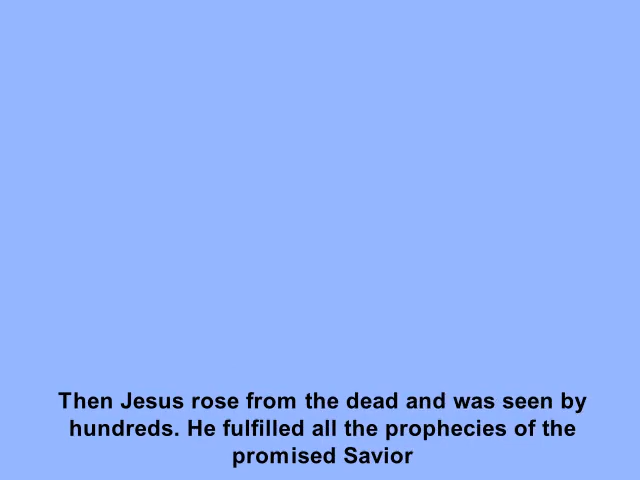 Then Jesus rose from the dead and was seen by
hundreds. He fulfilled all the prophecies of the
promised Savior